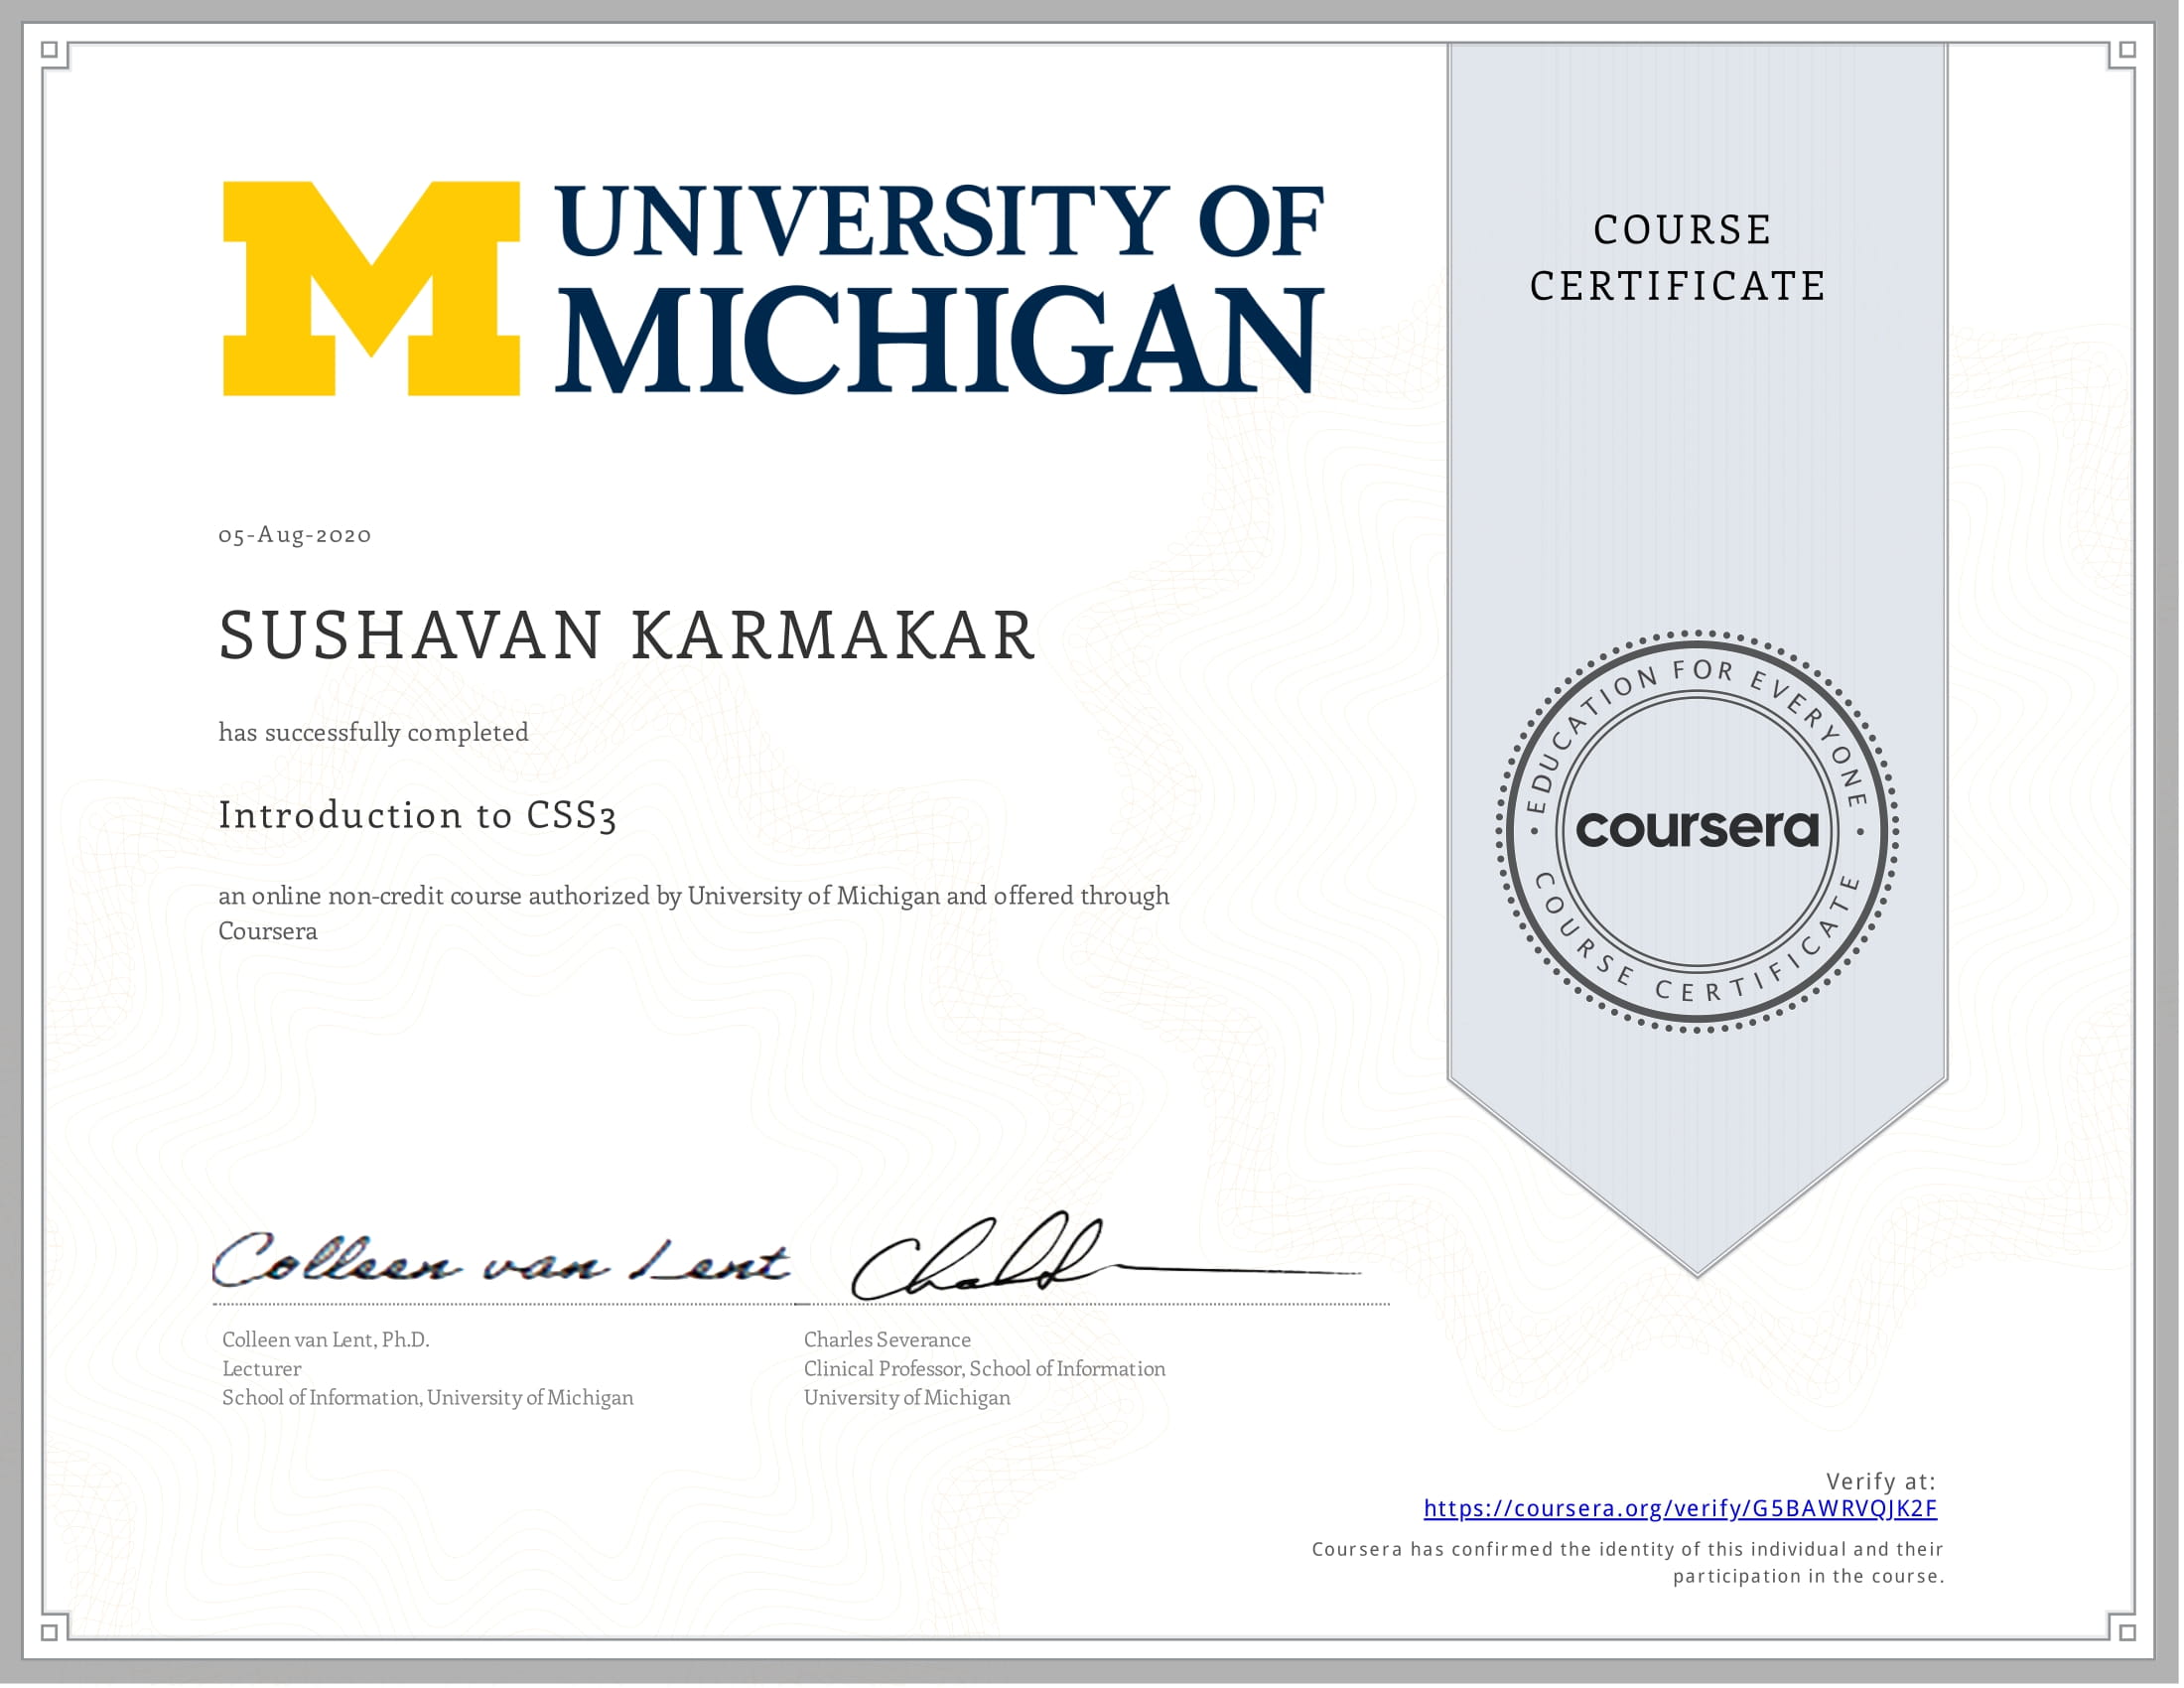 UNIVERSITY OF
MICHIGAN
COURSE
CERTIFICATE
05-Aug-2020
SUSHAVAN KARMAKAR
has successfully completed
Introduction to CSS3
an online non-credit course authorized by University of Michigan and offered through
Coursera
EDUCATION FOR EVERYONE
coursera
COURSE CERTIFICATE
Colleen van Lent
Colleen van Lent, Ph.D.
Lecturer
School of Information, University of Michigan
Charles Severance
Clinical Professor, School of Information
University of Michigan
Verify at:
https://coursera.org/verify/G5BAWRVQJK2F
Coursera has confirmed the identity of this individual and their
participation in the course.